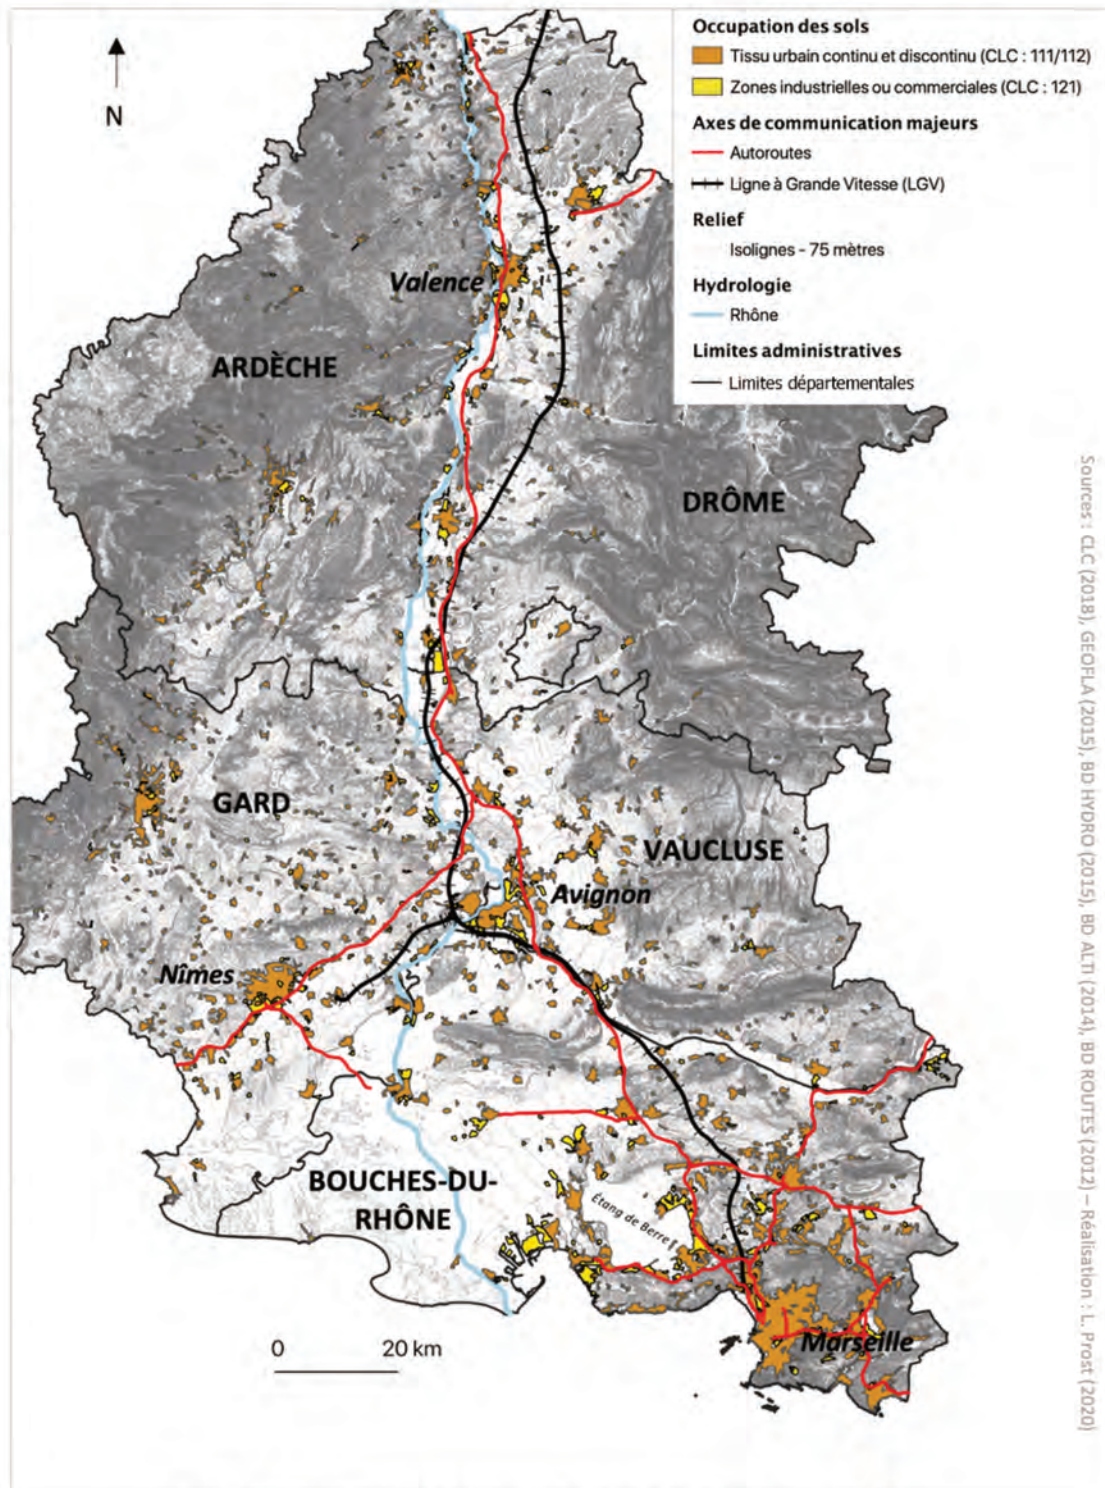 Occupation des sols
Tissu urbain continu et discontinu (CLC : 111/112)
Zones industrielles ou commerciales (CLC : 121)
Axes de communication majeurs
Autoroutes
Ligne à Grande Vitesse (LGV)
Relief
Isolignes - 75 mètres
Hydrologie
Rhône
Limites administratives
Limites départementales
N
Valence
ARDÈCHE
DRÔME
GARD
VAUCLUSE
Avignon
Nîmes
BOUCHES-DU-
RHÔNE
Étang de Berre
Marseille
0 20 km
Sources : CLC (2018), GEOFLA (2015), BD HYDRO (2015), BD ALTI (2014), BD ROUTES (2012) – Réalisation : L. Prost (2020)